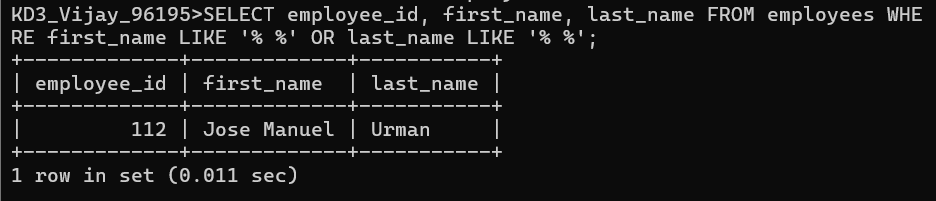 KD3_Vijay_96195>SELECT employee_id, first_name, last_name FROM employees WHE
RE first_name LIKE '% %' OR last_name LIKE '% %';
+-------------+-------------+-----------+
| employee_id | first_name  | last_name |
+-------------+-------------+-----------+
|         112 | Jose Manuel | Urman     |
+-------------+-------------+-----------+
1 row in set (0.011 sec)